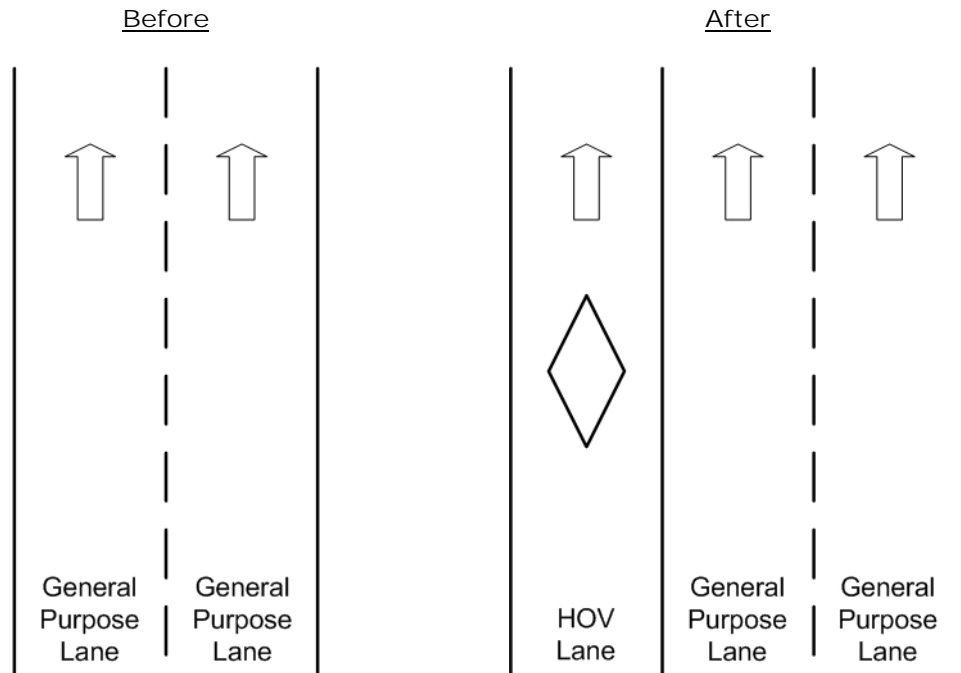 Before
After
General
Purpose
Lane
General
Purpose
Lane
HOV
Lane
General
Purpose
Lane
General
Purpose
Lane